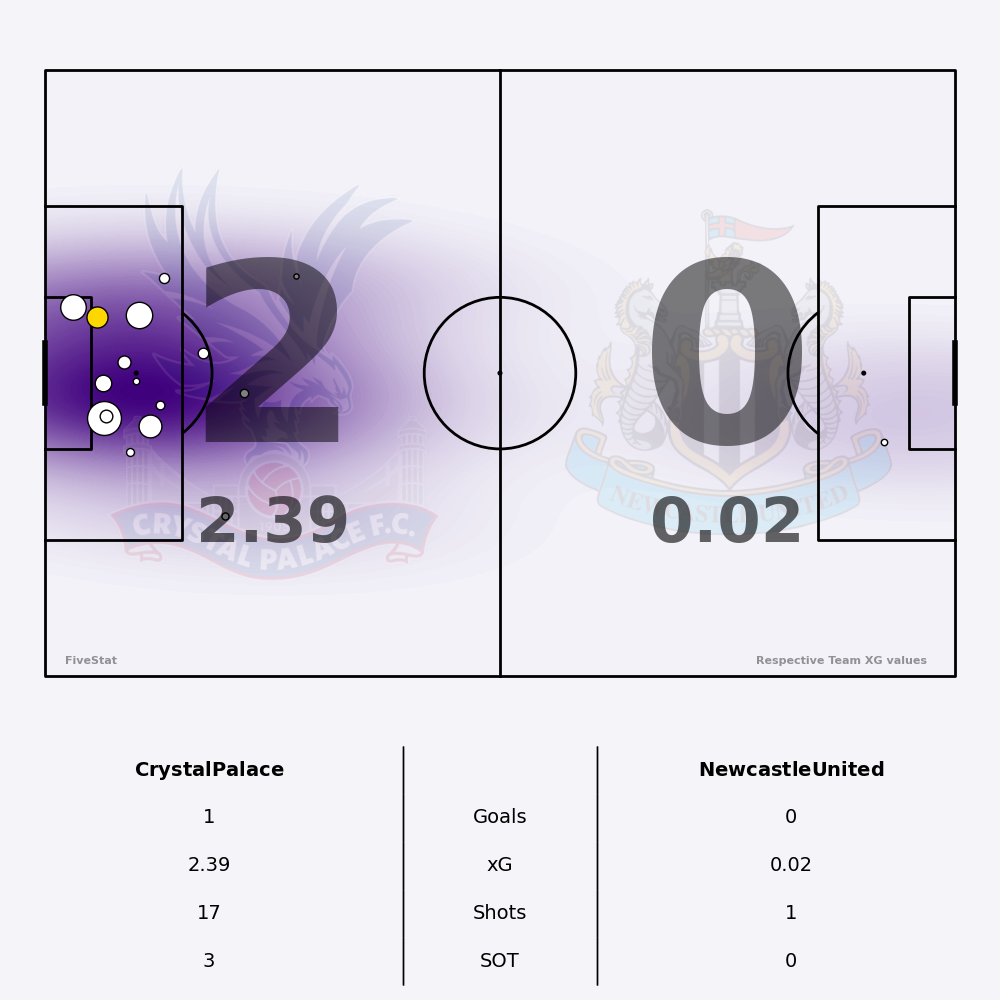 2 0
2.39 0.02
CRYSTAL PALACE F.C.
NEWCASTLE UNITED
FiveStat Respective Team XG values
CrystalPalace NewcastleUnited
1 Goals 0
2.39 xG 0.02
17 Shots 1
3 SOT 0